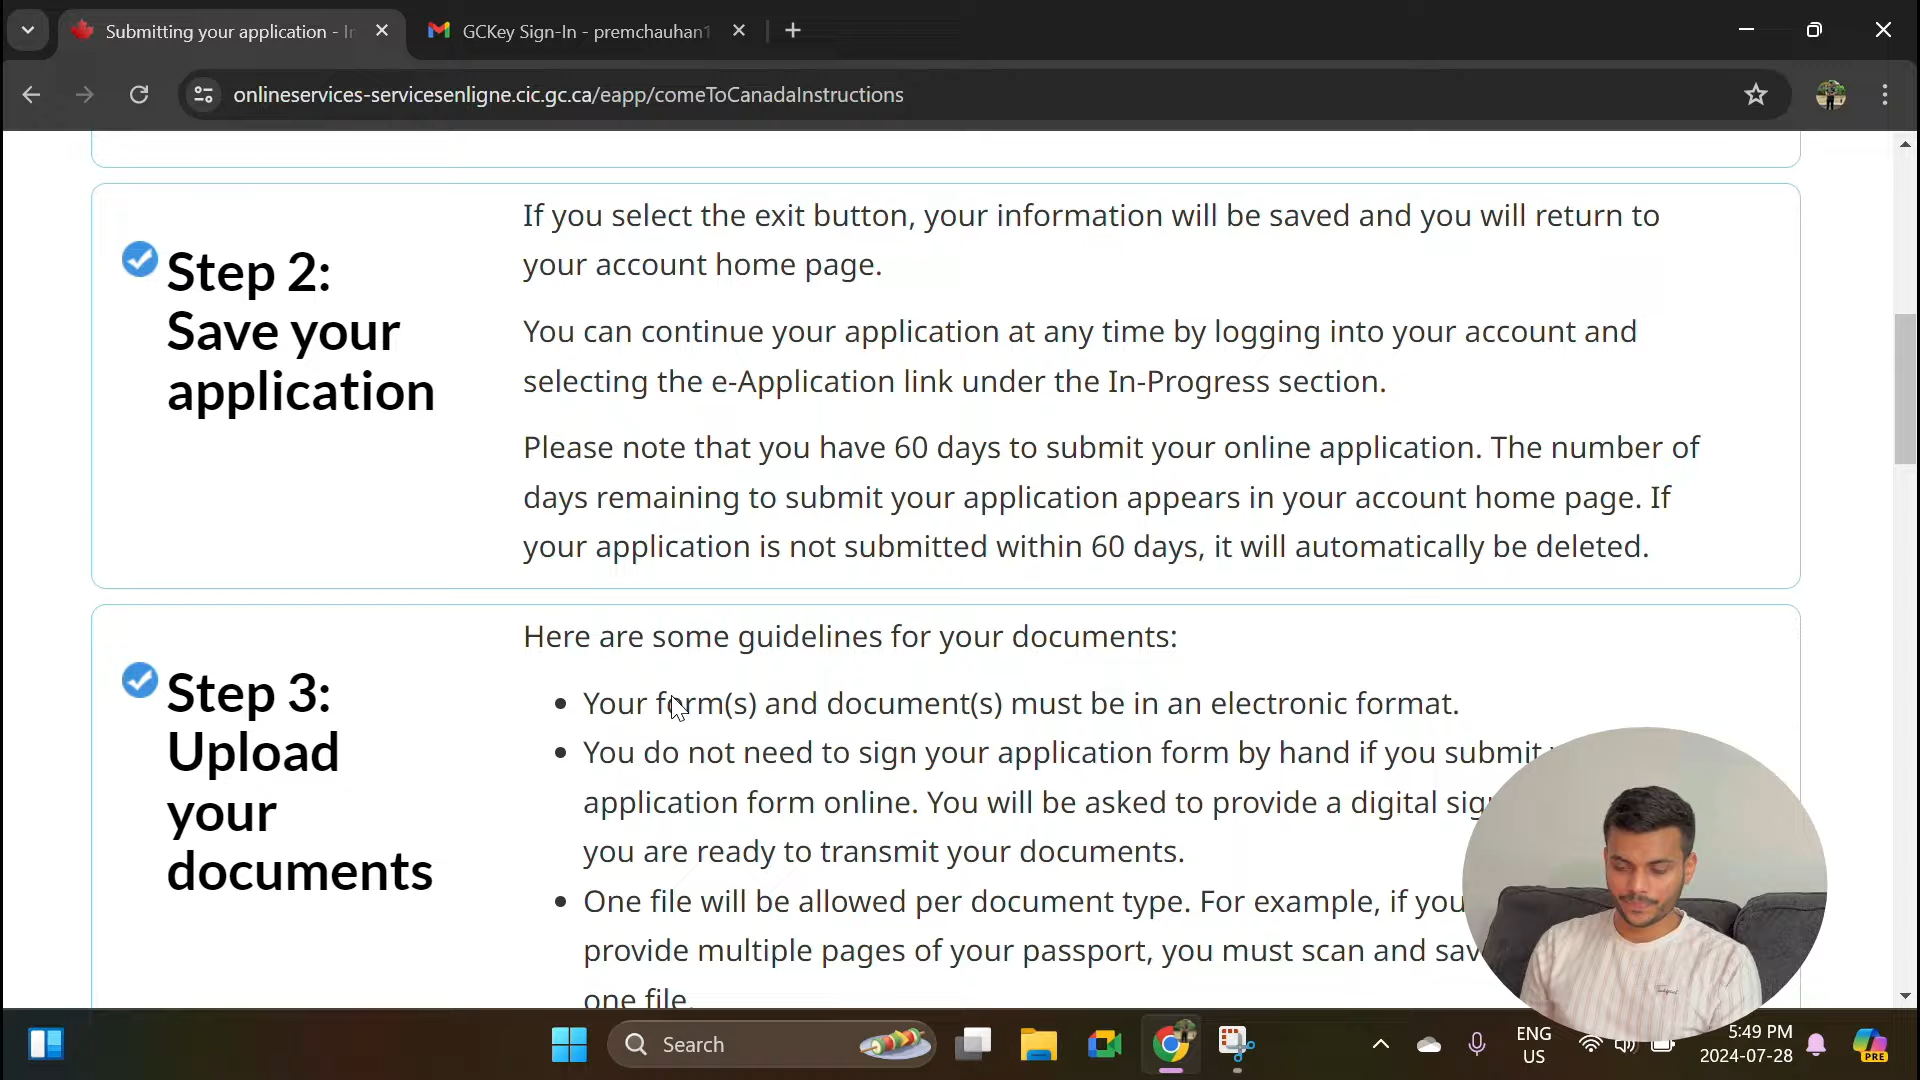 Submitting your application - In
GCKey Sign-In - premchauhan1
onlineservices-servicesenligne.cic.gc.ca/eapp/comeToCanadaInstructions
Step 2:
Save your
application
If you select the exit button, your information will be saved and you will return to
your account home page.
You can continue your application at any time by logging into your account and
selecting the e-Application link under the In-Progress section.
Please note that you have 60 days to submit your online application. The number of
days remaining to submit your application appears in your account home page. If
your application is not submitted within 60 days, it will automatically be deleted.
Step 3:
Upload
your
documents
Here are some guidelines for your documents:
• Your form(s) and document(s) must be in an electronic format.
• You do not need to sign your application form by hand if you submit
application form online. You will be asked to provide a digital
you are ready to transmit your documents.
• One file will be allowed per document type. For example, if you
provide multiple pages of your passport, you must scan and
one file.
Search
ENG
US
5:49 PM
2024-07-28
PRE